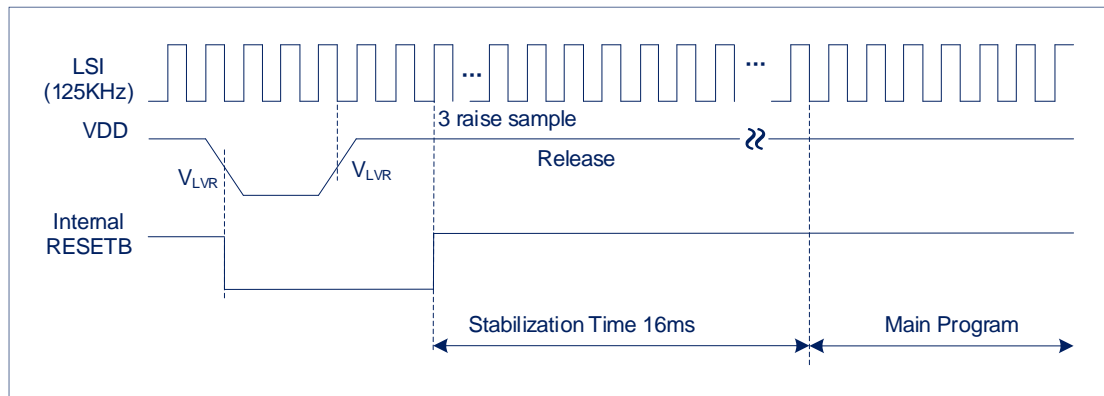 LSI
(125KHz)
...
...
VDD
3 raise sample
VLVR
VLVR
Release
Internal
RESETB
Stabilization Time 16ms
Main Program